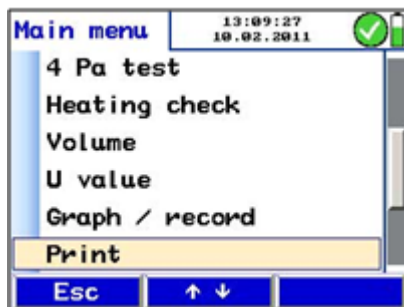 Main menu
13:09:27
10.02.2011
4 Pa test
Heating check
Volume
U value
Graph / record
Print
Esc ↑ ↓